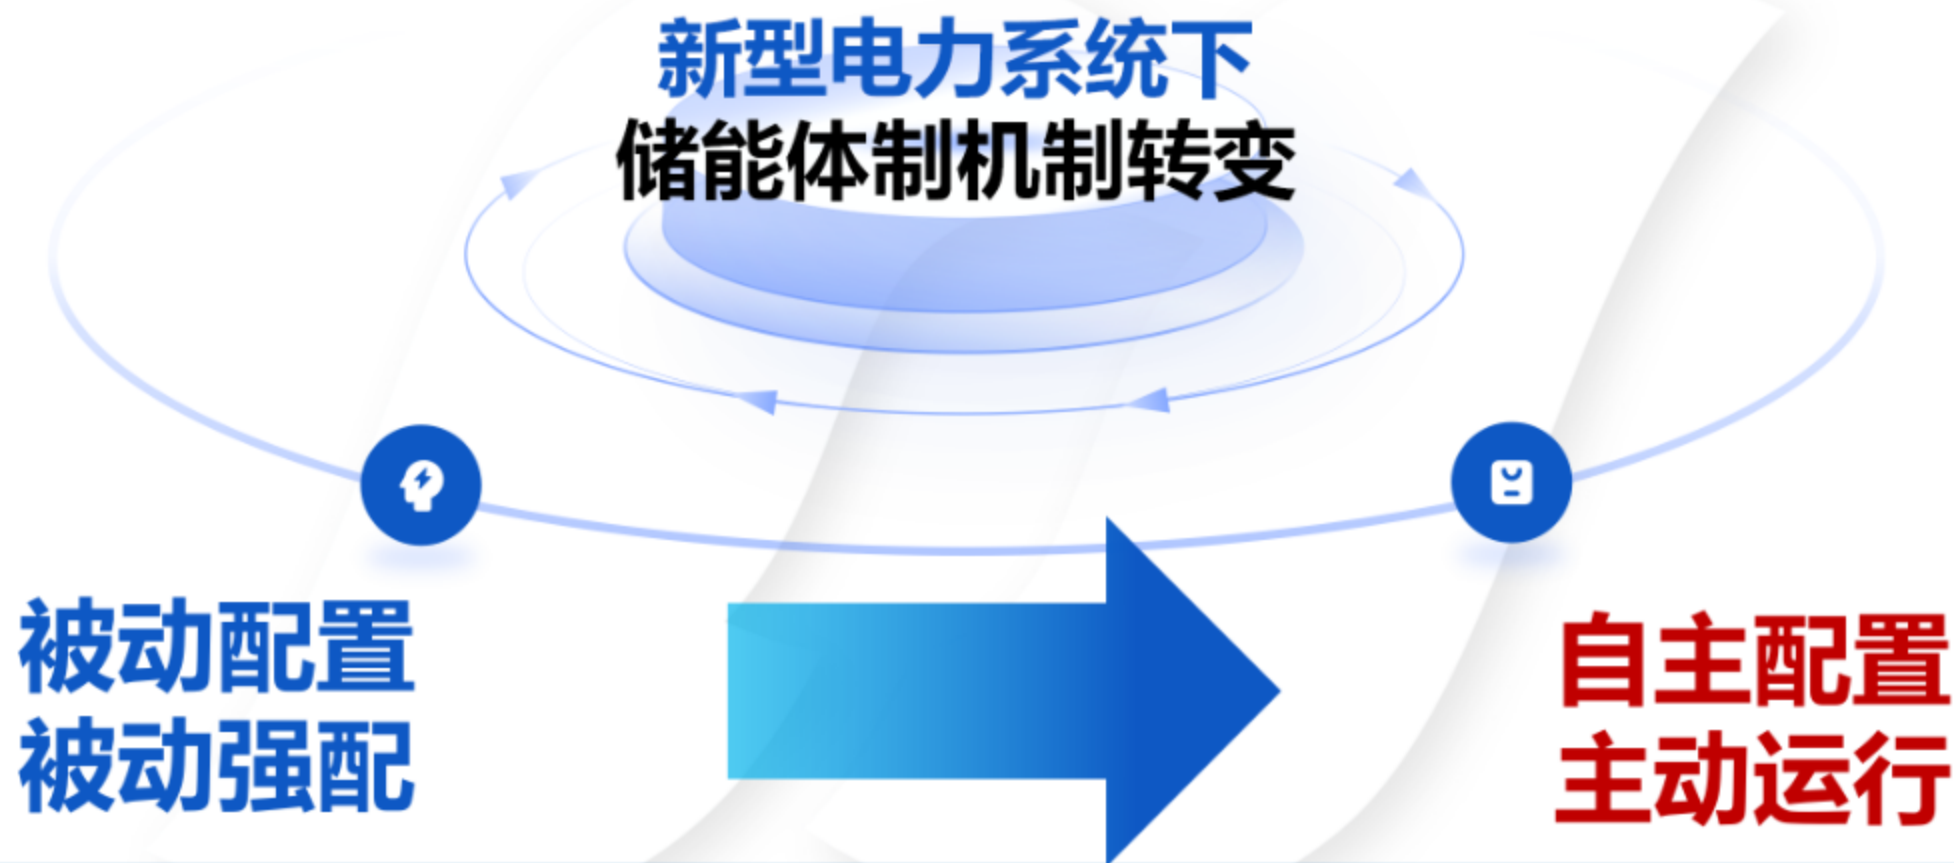 新型电力系统下
储能体制机制转变
被动配置
被动强配
自主配置
主动运行